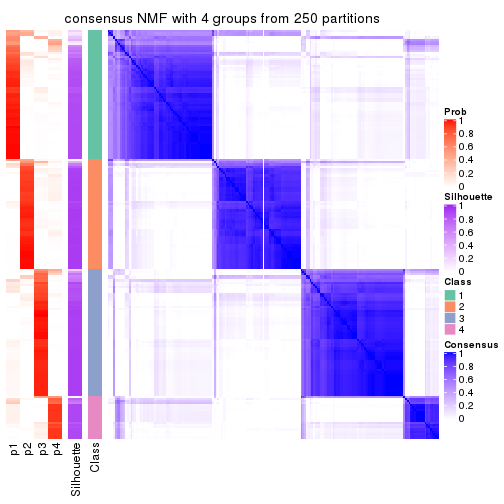 consensus NMF with 4 groups from 250 partitions
Prob
1
0.8
0.6
0.4
0.2
0
Silhouette
1
0.8
0.6
0.4
0.2
0
Class
1
2
3
4
Consensus
1
0.8
0.6
0.4
0.2
0
p1
p2
p3
p4
Silhouette
Class